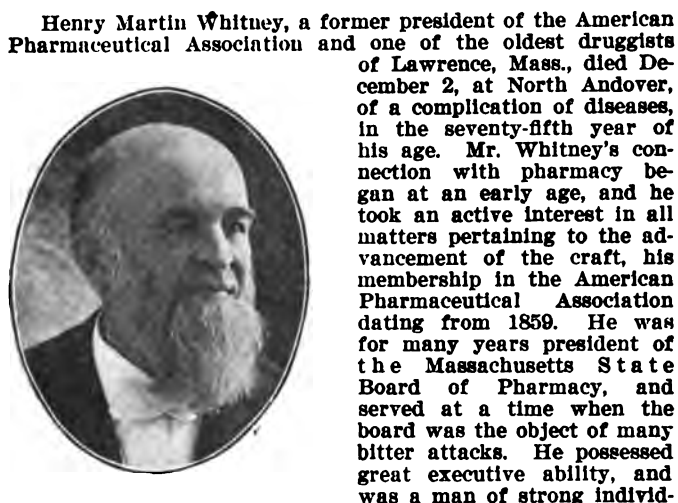 Henry Martin Whitney, a former president of the American
Pharmaceutical Association and one of the oldest druggists
of Lawrence, Mass., died De-
cember 2, at North Andover,
of a complication of diseases,
in the seventy-fifth year of
his age. Mr. Whitney's con-
nection with pharmacy be-
gan at an early age, and he
took an active interest in all
matters pertaining to the ad-
vancement of the craft, his
membership in the American
Pharmaceutical Association
dating from 1859. He was
for many years president of
the Massachusetts State
Board of Pharmacy, and
served at a time when the
board was the object of many
bitter attacks. He possessed
great executive ability, and
was a man of strong individ-